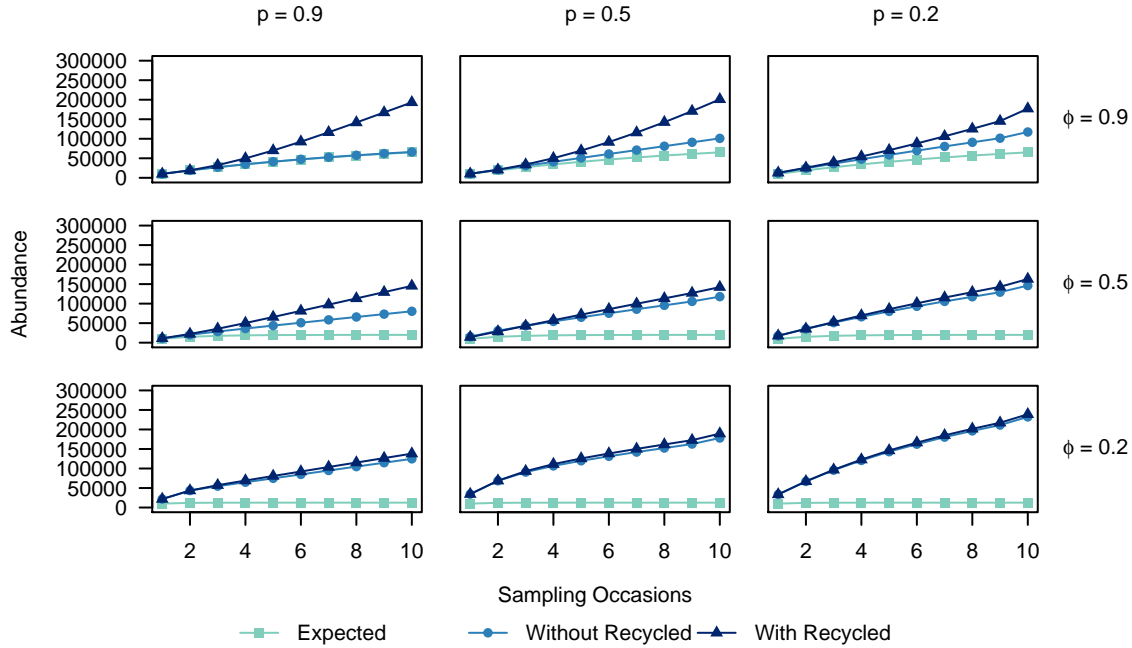 p = 0.9 p = 0.5 p = 0.2
300000
250000
200000
150000
100000
50000
0
ϕ = 0.9
300000
250000
200000
150000
100000
50000
0
ϕ = 0.5
Abundance
300000
250000
200000
150000
100000
50000
0
ϕ = 0.2
2 4 6 8 10 2 4 6 8 10 2 4 6 8 10
Sampling Occasions
Expected Without Recycled With Recycled